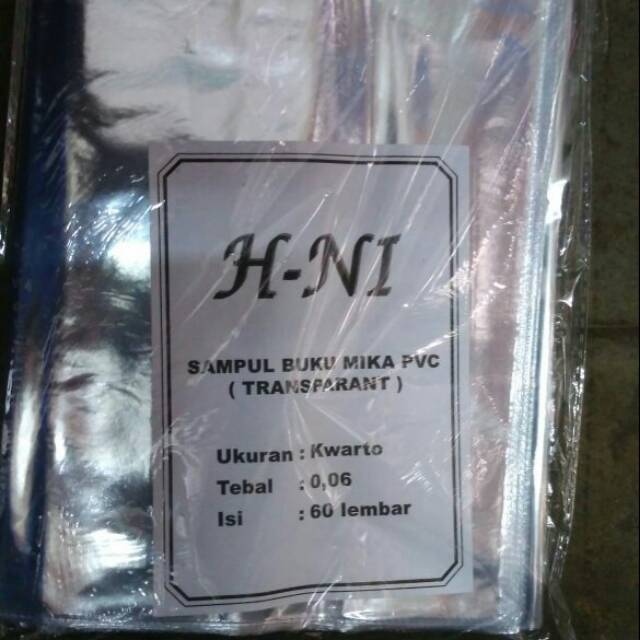 H-NI
SAMPUL BUKU MIKA PVC
( TRANSPARANT )
Ukuran : Kwarto
Tebal : 0,06
Isi : 60 lembar